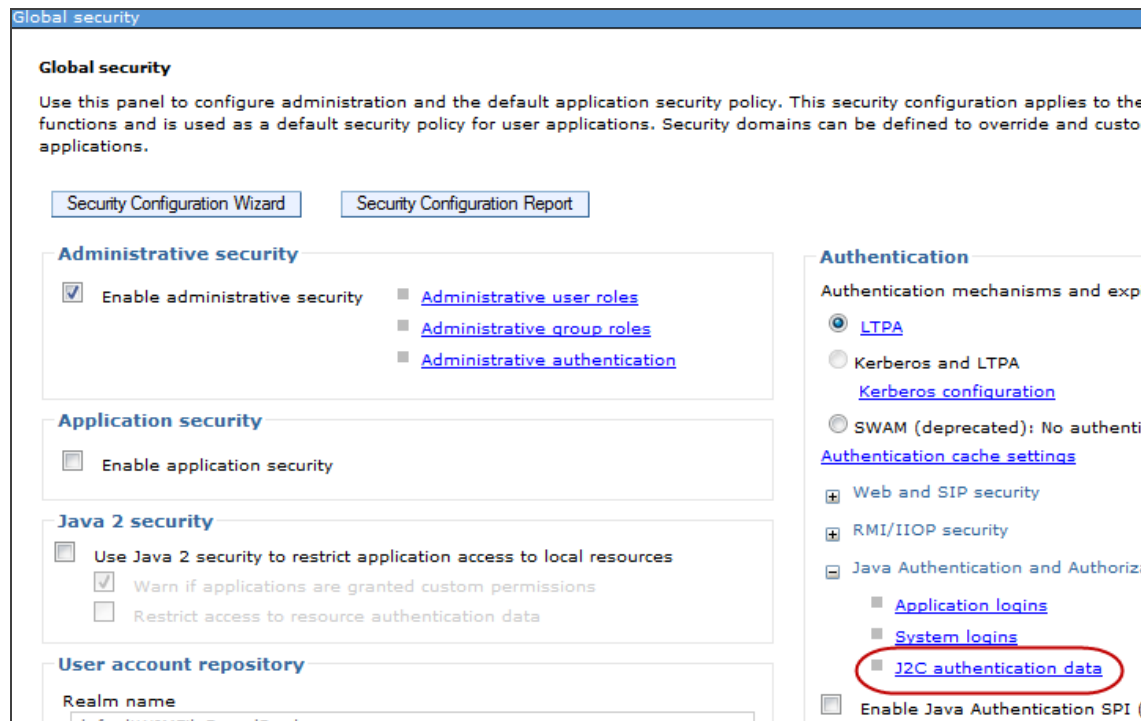 Global security
Global security
Use this panel to configure administration and the default application security policy. This security configuration applies to the
functions and is used as a default security policy for user applications. Security domains can be defined to override and custo
applications.
Security Configuration Wizard
Security Configuration Report
Administrative security
Enable administrative security
Administrative user roles
Administrative group roles
Administrative authentication
Application security
Enable application security
Java 2 security
Use Java 2 security to restrict application access to local resources
Warn if applications are granted custom permissions
Restrict access to resource authentication data
User account repository
Realm name
Authentication
Authentication mechanisms and exp
LTPA
Kerberos and LTPA
Kerberos configuration
SWAM (deprecated): No authenti
Authentication cache settings
Web and SIP security
RMI/IIOP security
Java Authentication and Authoriza
Application logins
System logins
J2C authentication data
Enable Java Authentication SPI (